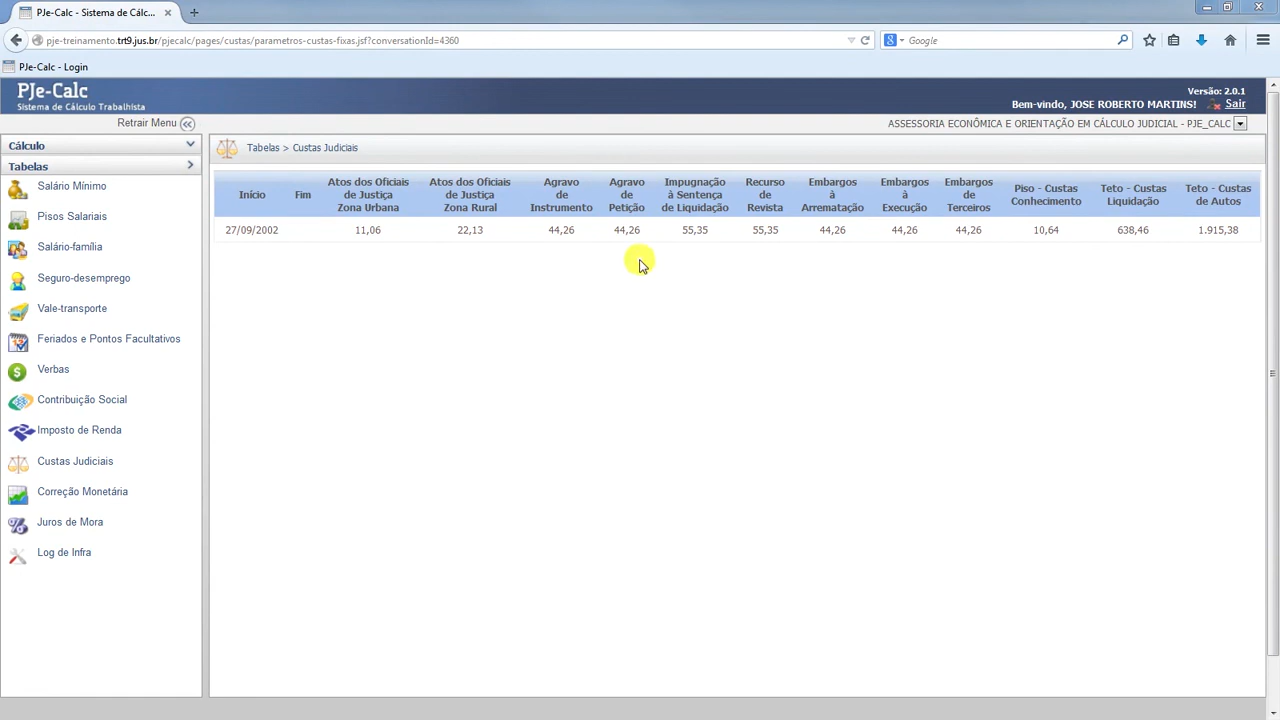 PJe-Calc - Sistema de Cálc...
pje-treinamento.trt9.jus.br/pjecalc/pages/custas/parametros-custas-fixas.jsf?conversationId=4360
Google
PJe-Calc - Login
PJe-Calc
Sistema de Cálculo Trabalhista
Versão: 2.0.1
Bem-vindo, JOSE ROBERTO MARTINS!
Sair
Retrair Menu
ASSESSORIA ECONÔMICA E ORIENTAÇÃO EM CÁLCULO JUDICIAL - PJE_CALC
Cálculo
Tabelas
Salário Mínimo
Pisos Salariais
Salário-família
Seguro-desemprego
Vale-transporte
Feriados e Pontos Facultativos
Verbas
Contribuição Social
Imposto de Renda
Custas Judiciais
Correção Monetária
Juros de Mora
Log de Infra
Tabelas > Custas Judiciais
Início
Fim
Atos dos Oficiais
de Justiça
Zona Urbana
Atos dos Oficiais
de Justiça
Zona Rural
Agravo
de
Instrumento
Agravo
de
Petição
Impugnação
à Sentença
de Liquidação
Recurso
de
Revista
Embargos
à
Arrematação
Embargos
à
Execução
Embargos
de
Terceiros
Piso - Custas
Conhecimento
Teto - Custas
Liquidação
Teto - Custas
de Autos
27/09/2002 11,06 22,13 44,26 44,26 55,35 55,35 44,26 44,26 44,26 10,64 638,46 1.915,38